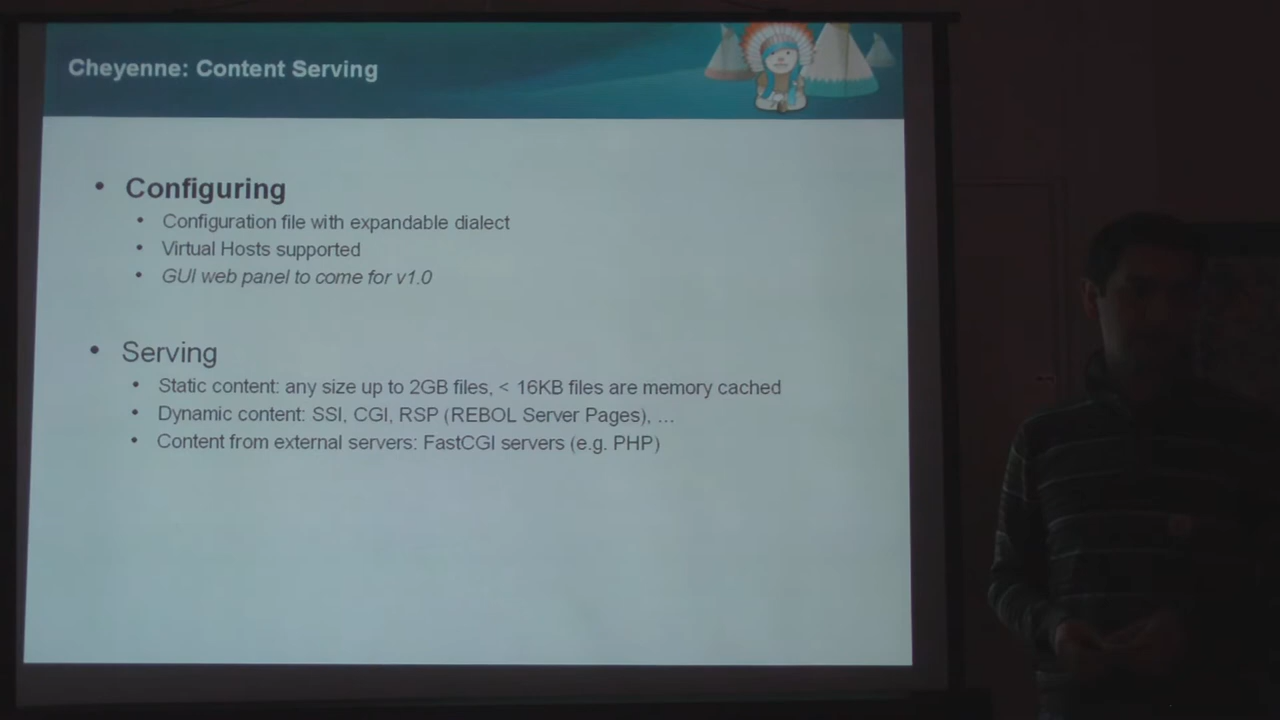 Cheyenne: Content Serving
• Configuring
• Configuration file with expandable dialect
• Virtual Hosts supported
• GUI web panel to come for v1.0
• Serving
• Static content: any size up to 2GB files, < 16KB files are memory cached
• Dynamic content: SSI, CGI, RSP (REBOL Server Pages), ...
• Content from external servers: FastCGI servers (e.g. PHP)